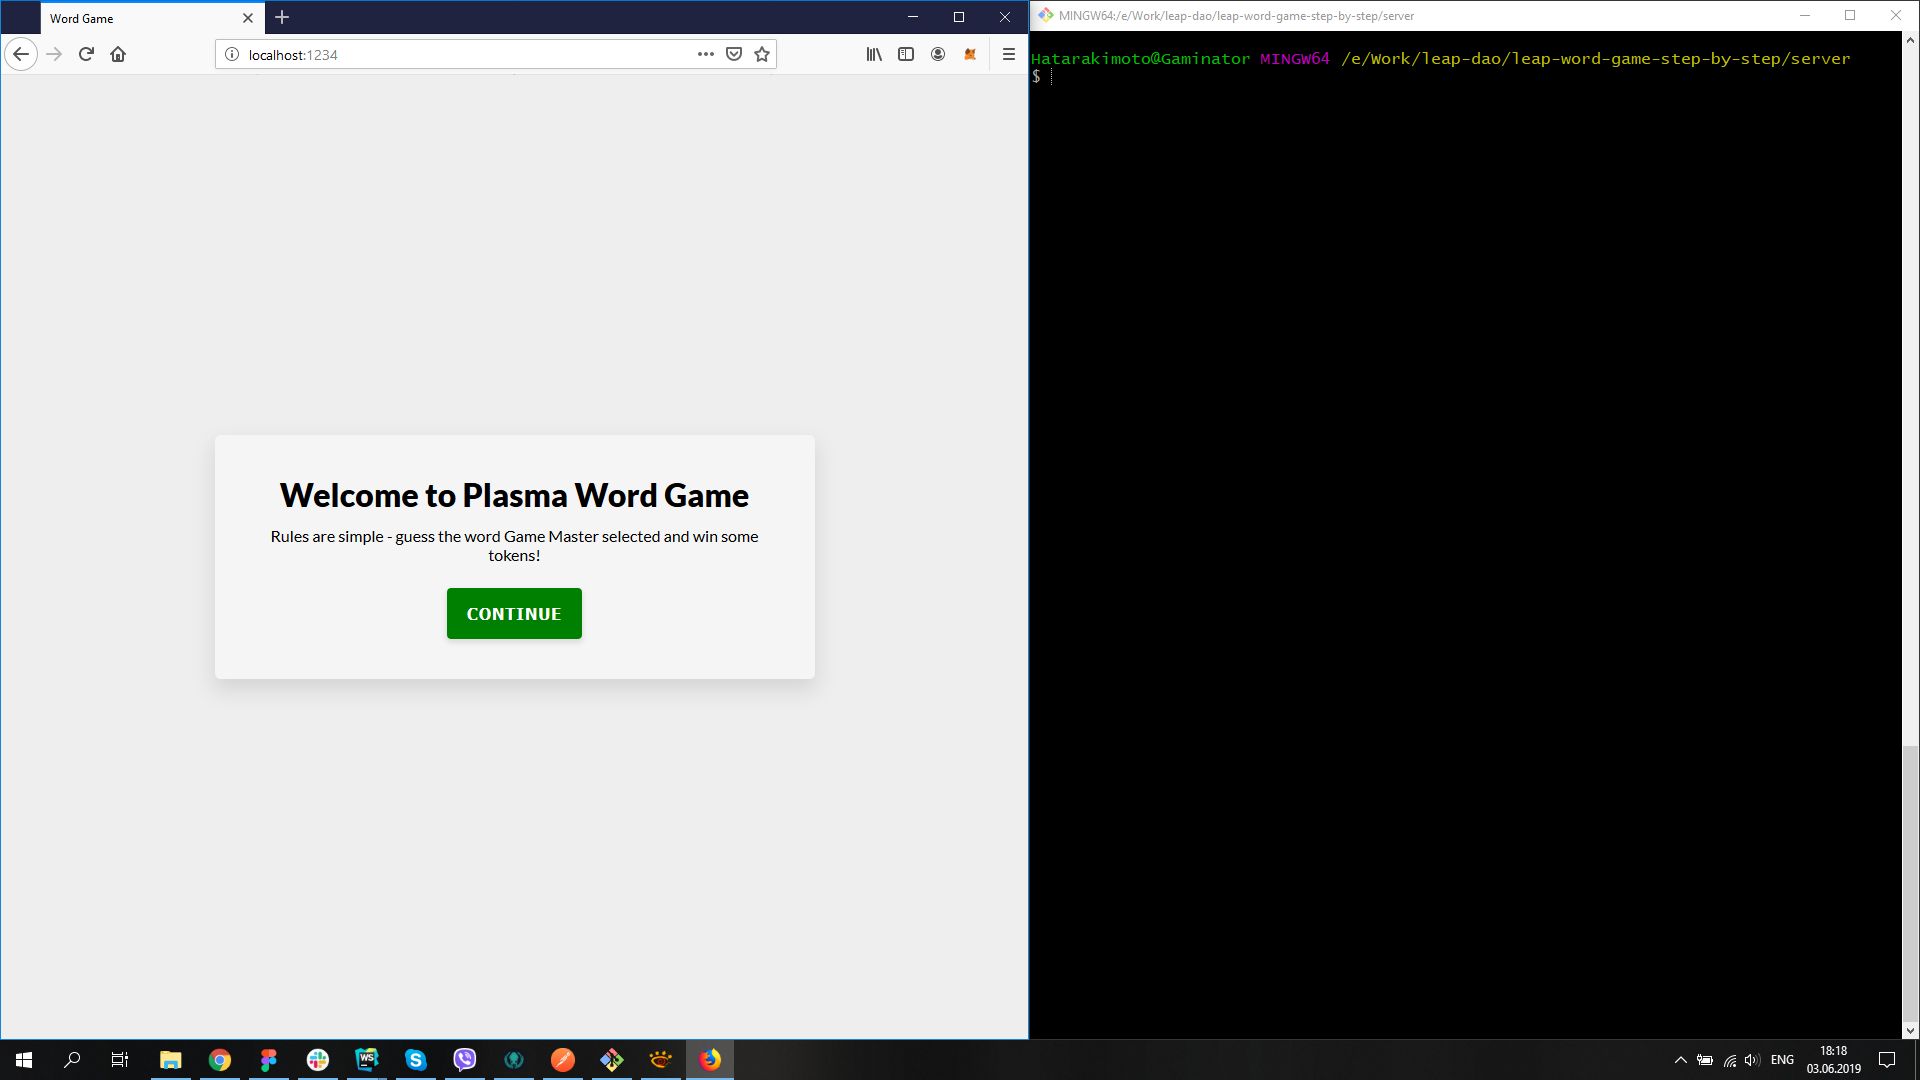 Word Game
localhost:1234
Welcome to Plasma Word Game
Rules are simple - guess the word Game Master selected and win some
tokens!
CONTINUE
MINGW64:/e/Work/leap-dao/leap-word-game-step-by-step/server
Hatarakimoto@Gaminator MINGW64 /e/Work/leap-dao/leap-word-game-step-by-step/server
$
WS
ENG
18:18
03.06.2019